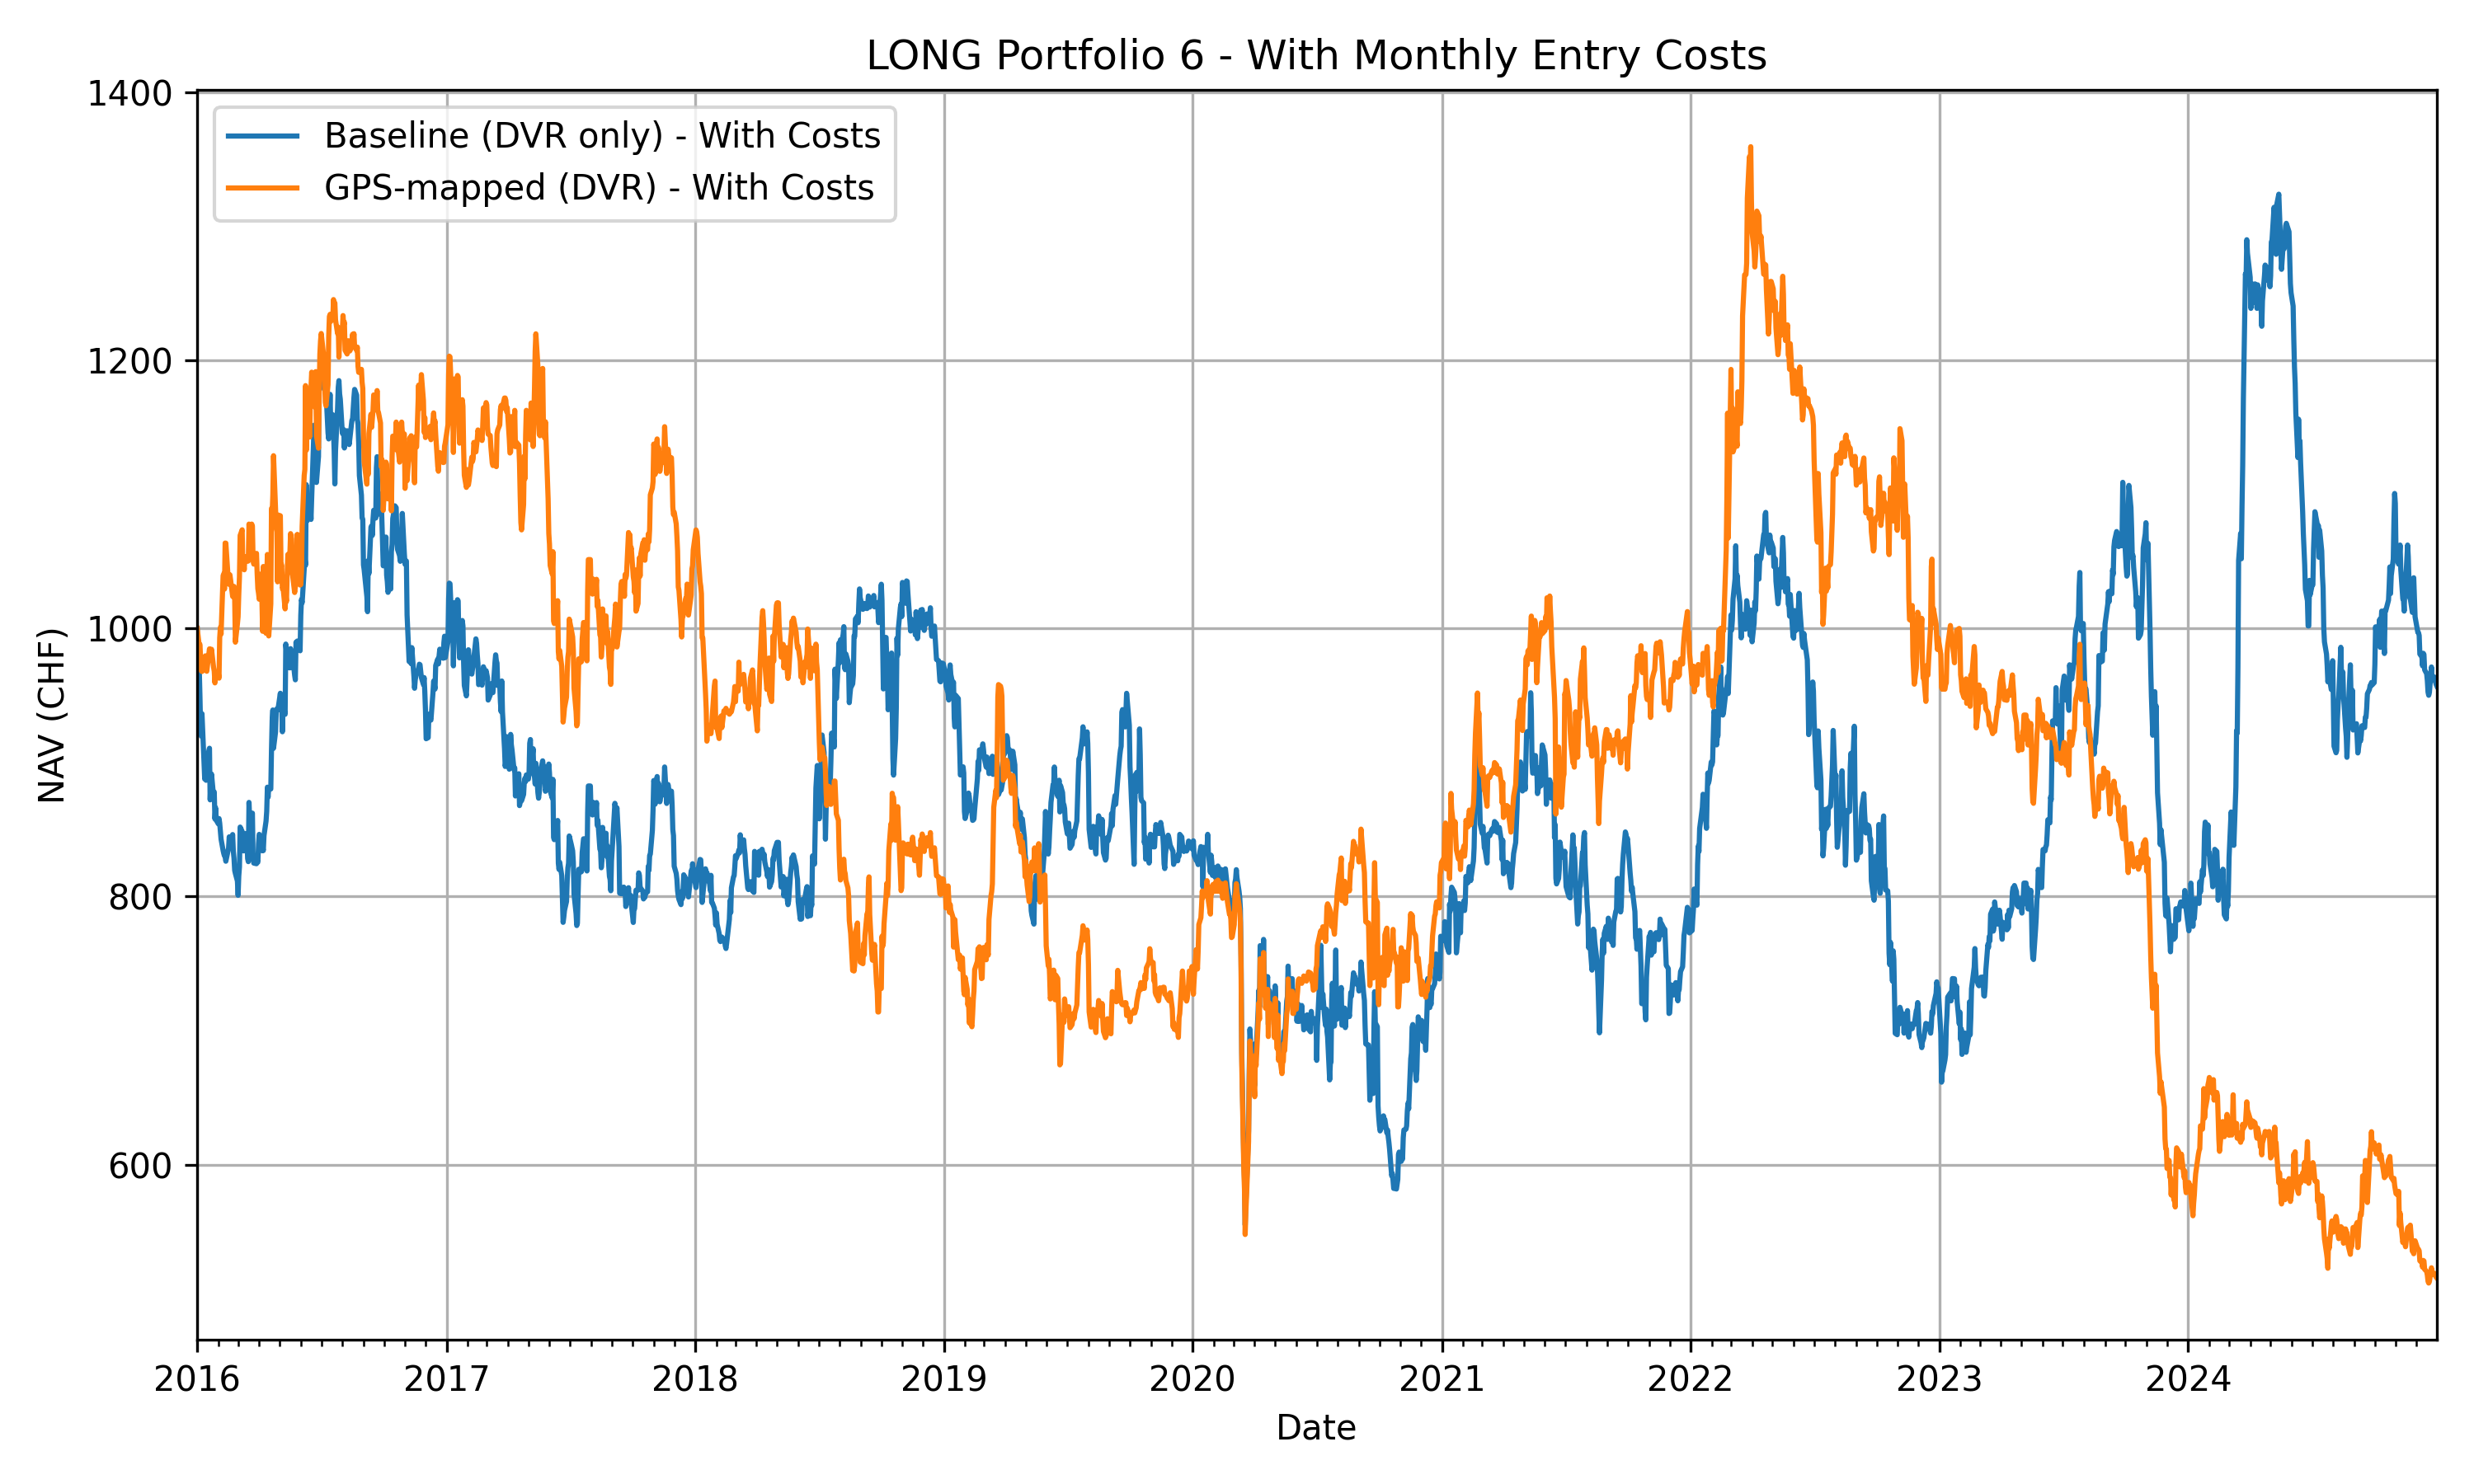 LONG Portfolio 6 - With Monthly Entry Costs
Baseline (DVR only) - With Costs
GPS-mapped (DVR) - With Costs
1400
1200
1000
800
600
NAV (CHF)
2016 2017 2018 2019 2020 2021 2022 2023 2024
Date